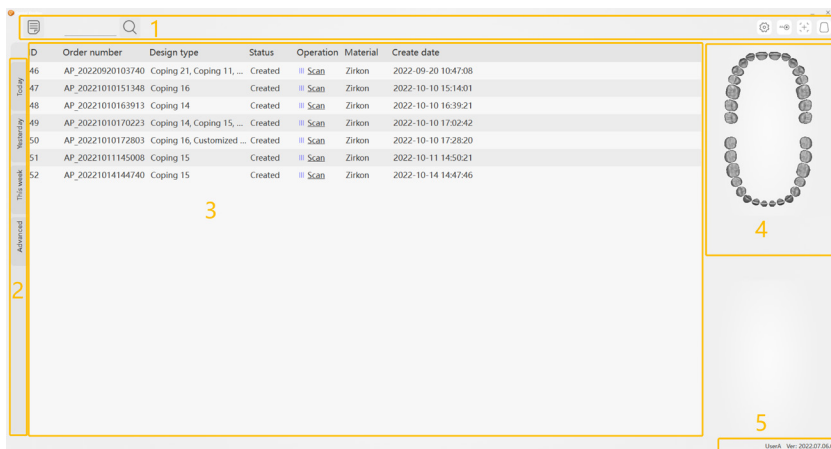 1
ID Order number Design type Status Operation Material Create date
46 AP_20220920103740 Coping 21, Coping 11, ... Created Scan Zirkon 2022-09-20 10:47:08
47 AP_20221010151348 Coping 16 Created Scan Zirkon 2022-10-10 15:14:01
48 AP_20221010163913 Coping 14 Created Scan Zirkon 2022-10-10 16:39:21
49 AP_20221010170223 Coping 14, Coping 15, ... Created Scan Zirkon 2022-10-10 17:02:42
50 AP_20221010172803 Coping 16, Customized ... Created Scan Zirkon 2022-10-10 17:28:20
51 AP_20221011145008 Coping 15 Created Scan Zirkon 2022-10-11 14:50:21
52 AP_20221014144740 Coping 15 Created Scan Zirkon 2022-10-14 14:47:46
Today
Yesterday
This week
Advanced
2
3
4
5
UserA Ver: 2022.07.06.